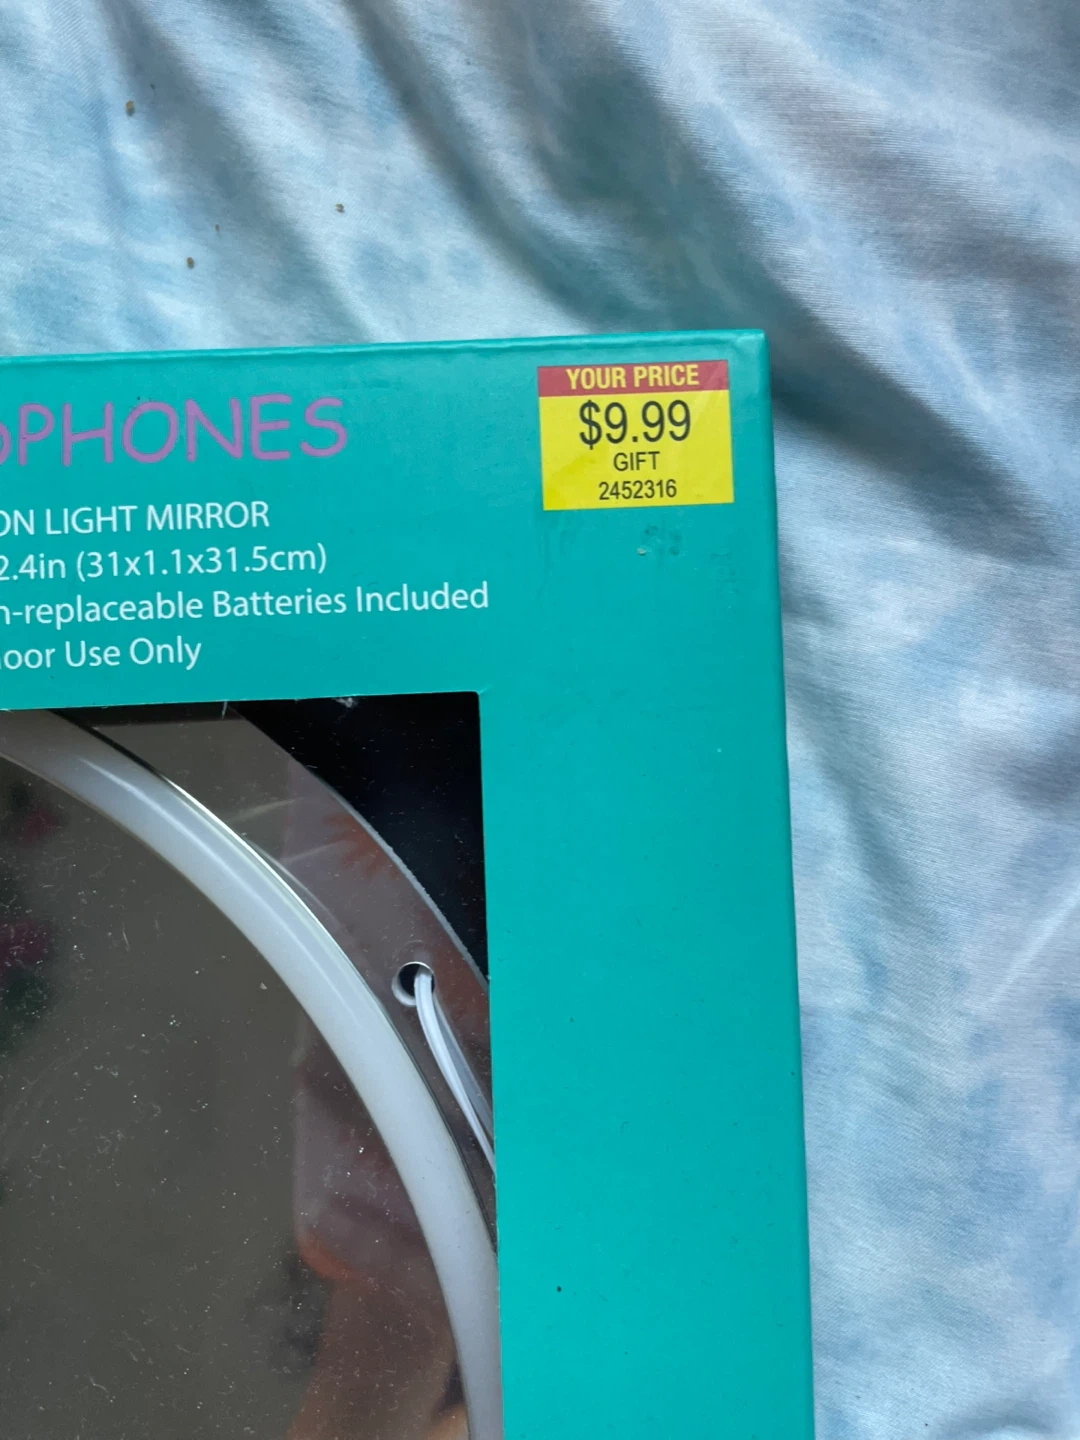 YOUR PRICE
$9.99
GIFT
2452316
PHONES
ON LIGHT MIRROR
2.4in (31x1.1x31.5cm)
-replaceable Batteries Included
oor Use Only